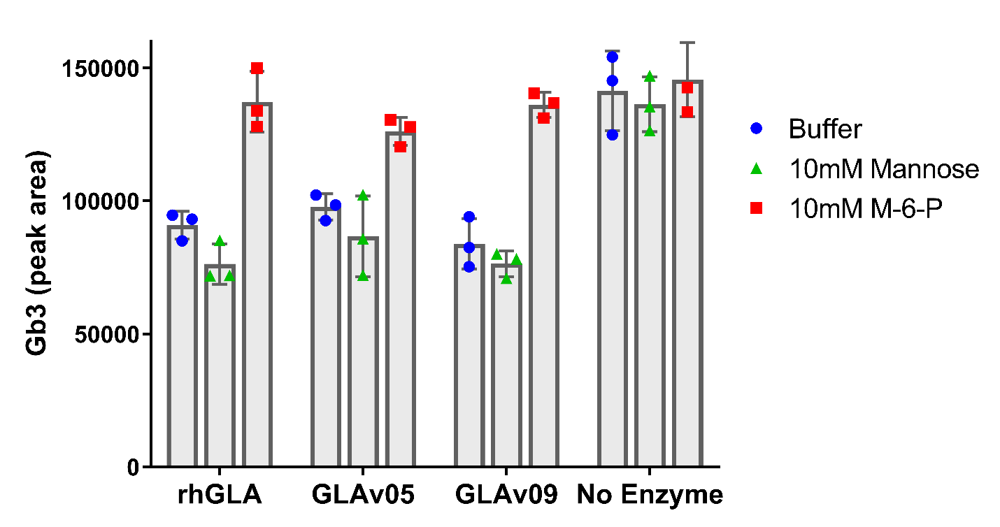 Gb3 (peak area)
150000
100000
50000
0
rhGLA GLAv05 GLAv09 No Enzyme
Buffer
10mM Mannose
10mM M-6-P